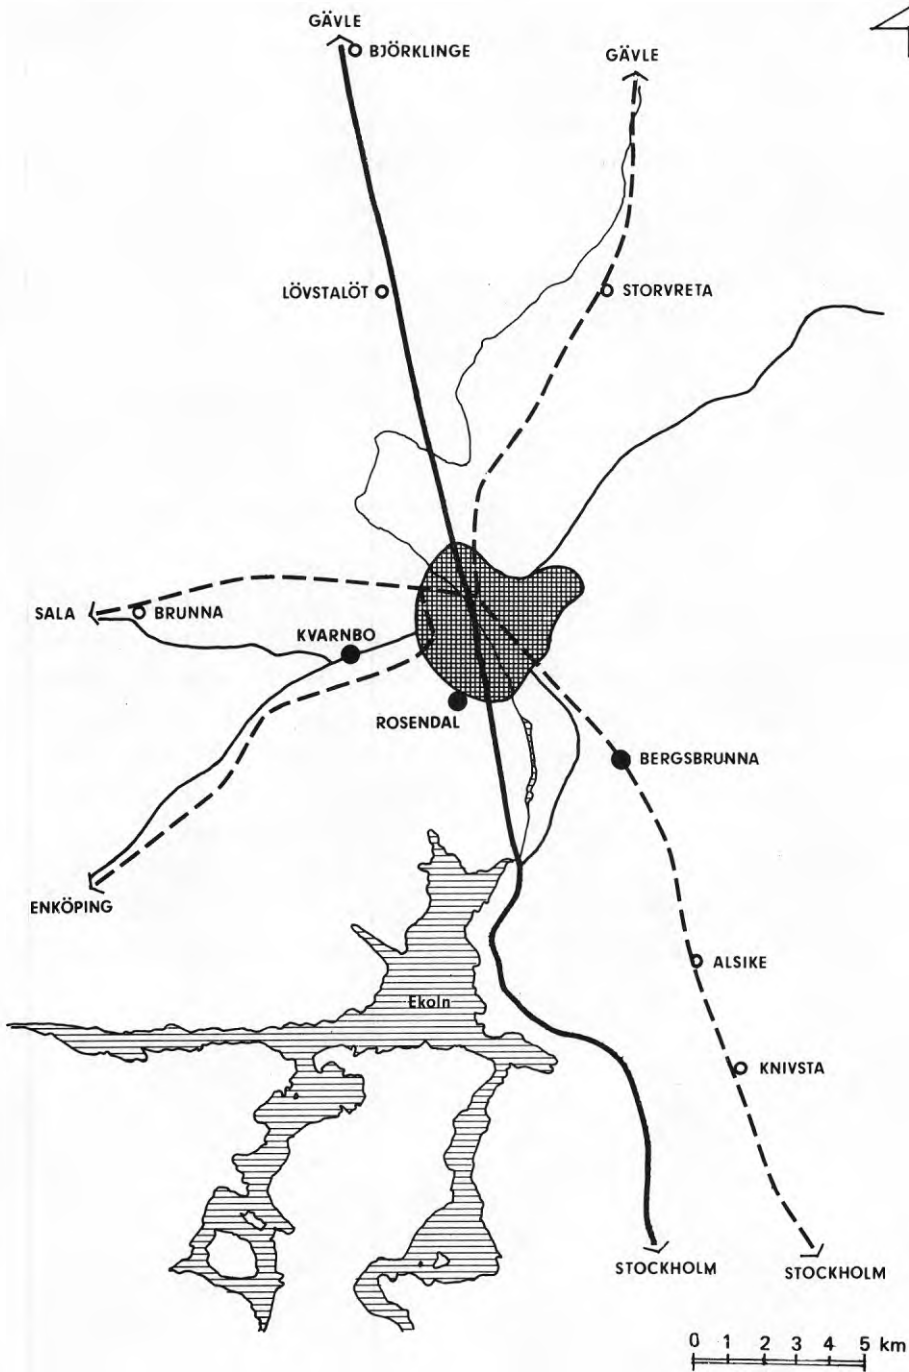 GÄVLE
BJÖRKLINGE
GÄVLE
LÖVSTALÖT
STORVRETA
SALA
BRUNNA
KVARNBO
ROSENDAL
BERGSBRUNNA
ENKÖPING
ALSIKE
Ekoln
KNIVSTA
STOCKHOLM
STOCKHOLM
0 1 2 3 4 5 km